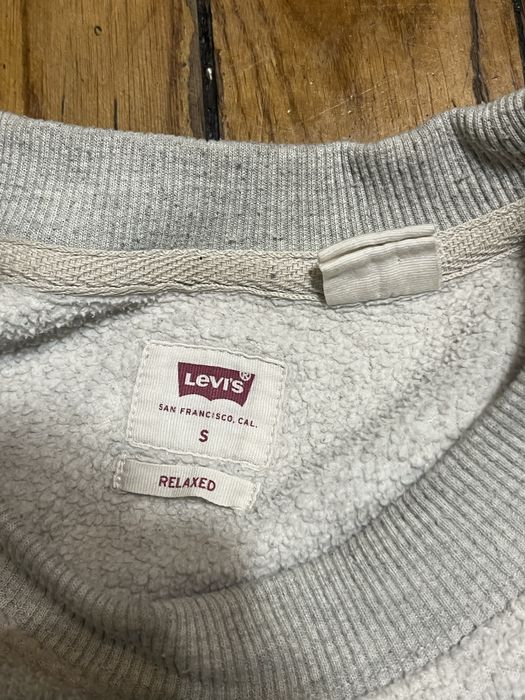 Levi's®
SAN FRANCISCO, CAL.
S
RELAXED